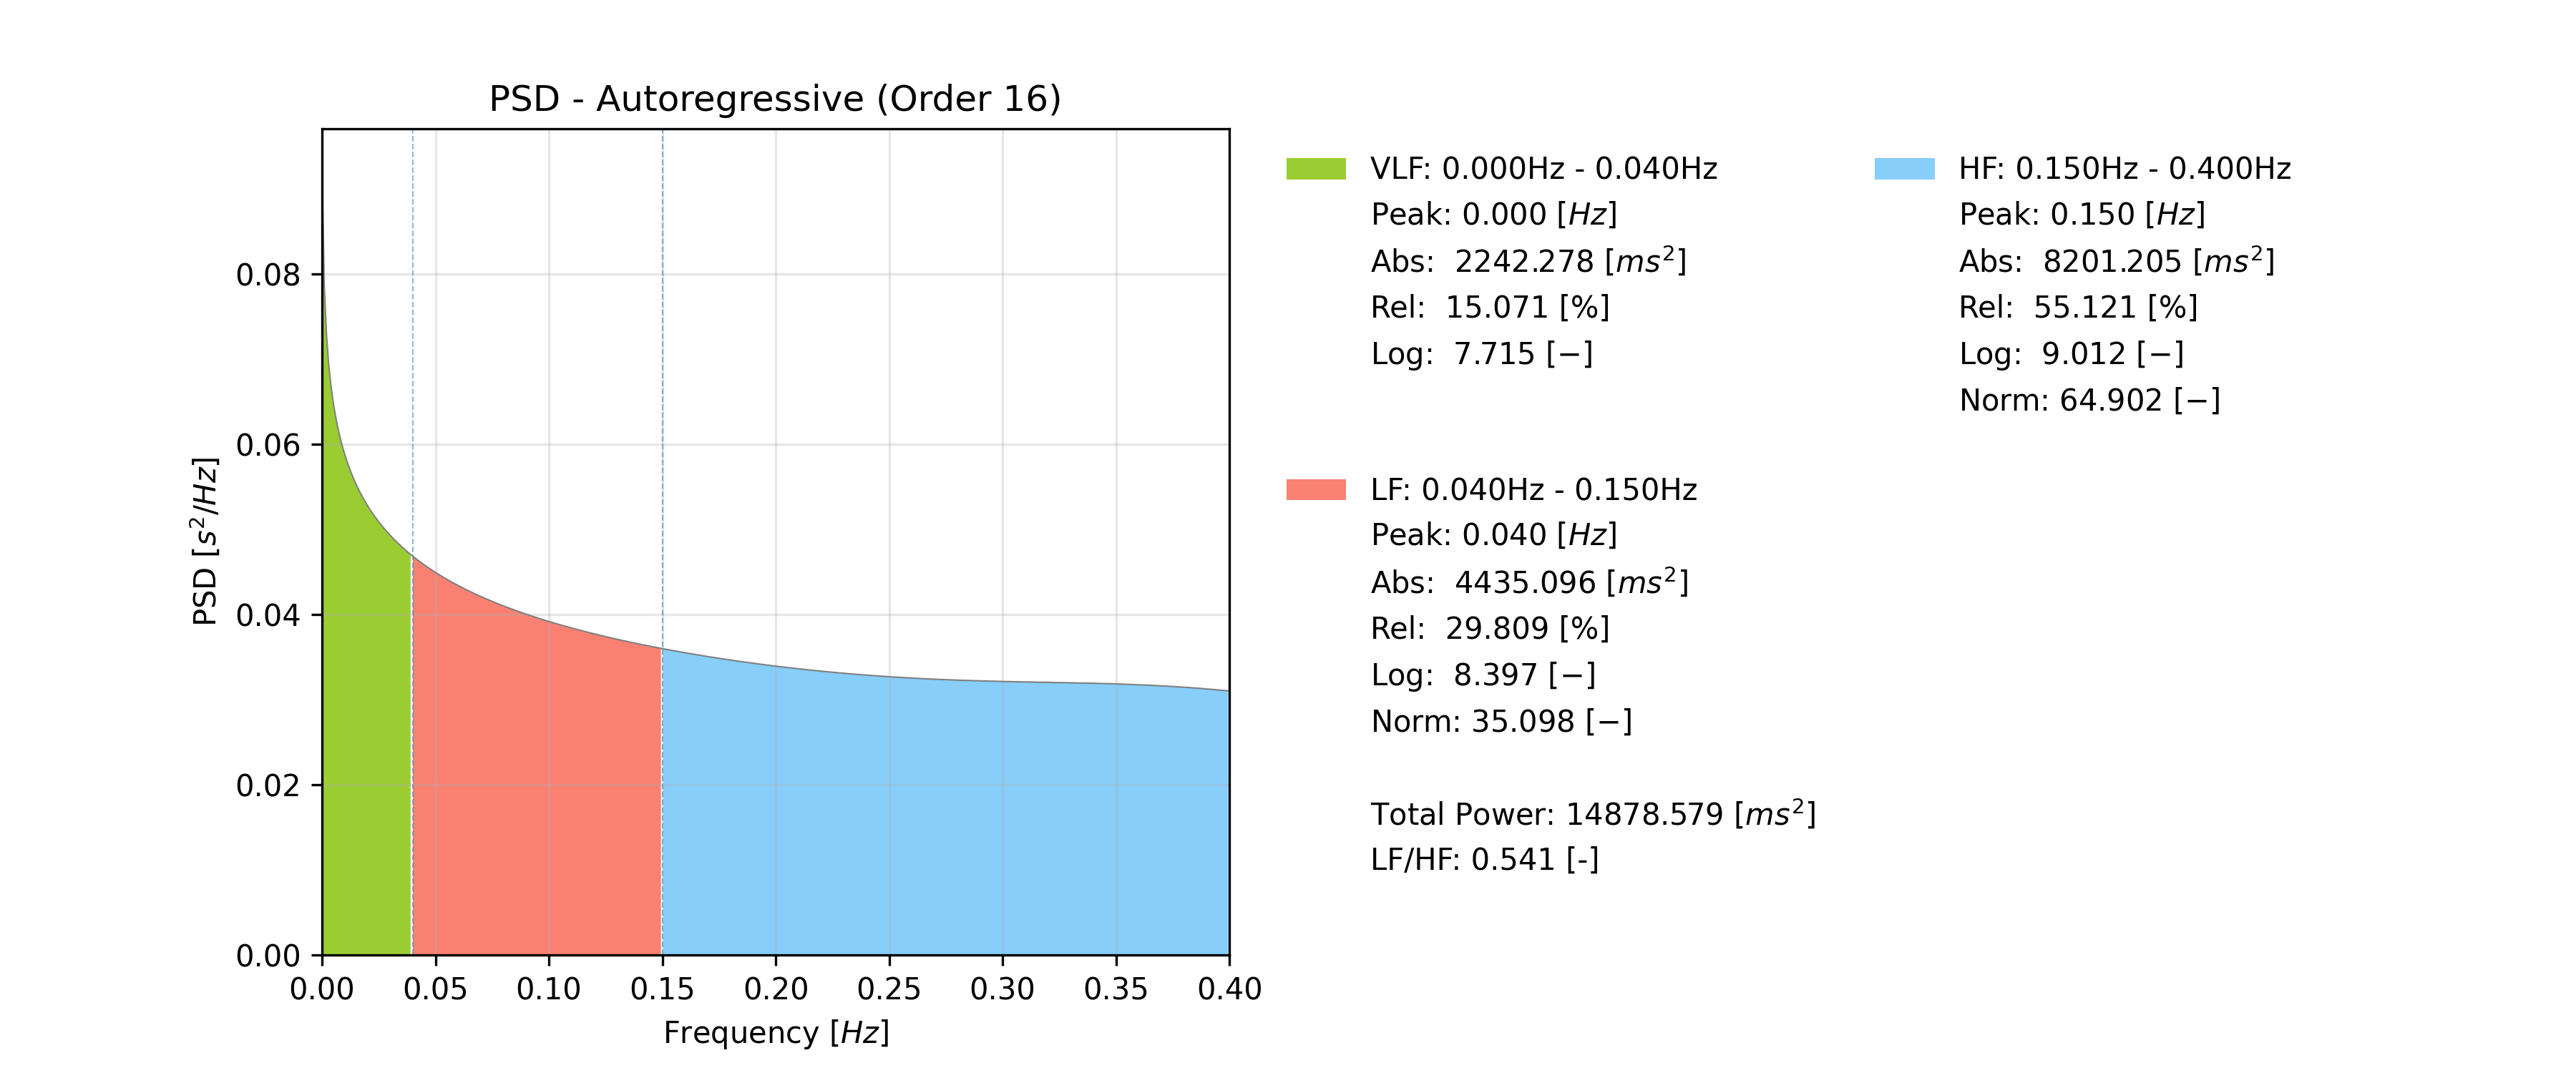 PSD - Autoregressive (Order 16)
PSD [s²/Hz]
0.08
0.06
0.04
0.02
0.00
0.00 0.05 0.10 0.15 0.20 0.25 0.30 0.35 0.40
Frequency [Hz]
VLF: 0.000Hz - 0.040Hz
Peak: 0.000 [Hz]
Abs: 2242.278 [ms²]
Rel: 15.071 [%]
Log: 7.715 [−]
LF: 0.040Hz - 0.150Hz
Peak: 0.040 [Hz]
Abs: 4435.096 [ms²]
Rel: 29.809 [%]
Log: 8.397 [−]
Norm: 35.098 [−]
Total Power: 14878.579 [ms²]
LF/HF: 0.541 [-]
HF: 0.150Hz - 0.400Hz
Peak: 0.150 [Hz]
Abs: 8201.205 [ms²]
Rel: 55.121 [%]
Log: 9.012 [−]
Norm: 64.902 [−]